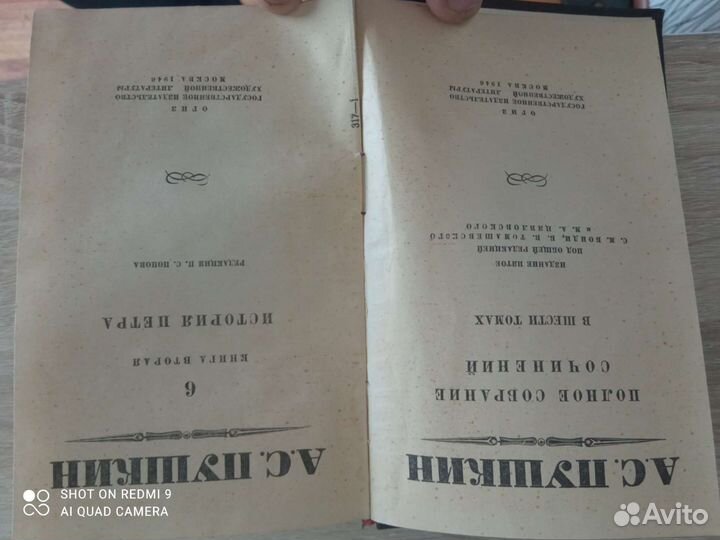 А.С.ПУШКИН
ПОЛНОЕ СОБРАНИЕ
СОЧИНЕНИЙ
В ШЕСТИ ТОМАХ
ИЗДАНИЕ ПЯТОЕ
ПОД ОБЩЕЙ РЕДАКЦИЕЙ
С. М. БОНДИ, Б. В. ТОМАШЕВСКОГО
и М. А. ЦЯВЛОВСКОГО
ОГИЗ
ГОСУДАРСТВЕННОЕ ИЗДАТЕЛЬСТВО
ХУДОЖЕСТВЕННОЙ ЛИТЕРАТУРЫ
МОСКВА 1946
А.С.ПУШКИН
6
КНИГА ВТОРАЯ
ИСТОРИЯ ПЕТРА
РЕДАКЦИЯ П. С. ПОПОВА
ОГИЗ
ГОСУДАРСТВЕННОЕ ИЗДАТЕЛЬСТВО
ХУДОЖЕСТВЕННОЙ ЛИТЕРАТУРЫ
МОСКВА 1946
317—1
SHOT ON REDMI 9
AI QUAD CAMERA
Avito